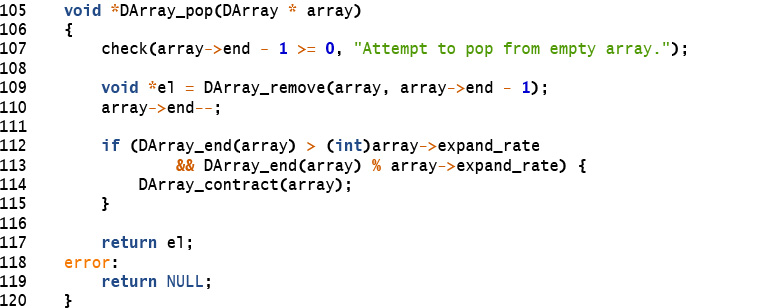 105    void *DArray_pop(DArray * array)
106    {
107        check(array->end - 1 >= 0, "Attempt to pop from empty array.");
108
109        void *el = DArray_remove(array, array->end - 1);
110        array->end--;
111
112        if (DArray_end(array) > (int)array->expand_rate
113                && DArray_end(array) % array->expand_rate) {
114            DArray_contract(array);
115        }
116
117        return el;
118    error:
119        return NULL;
120    }